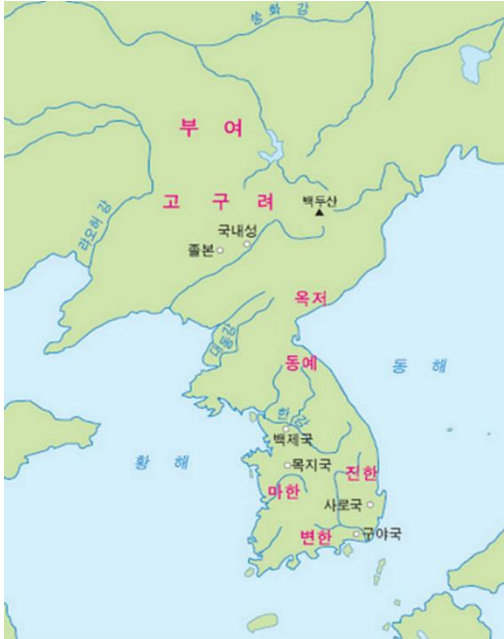 쑹화 강
부 여
고 구 려
백두산
국내성
졸본
랴오허 강
옥저
대동강
동예
동 해
한강
백제국
황 해
목지국
진한
마한
사로국
변한
구야국